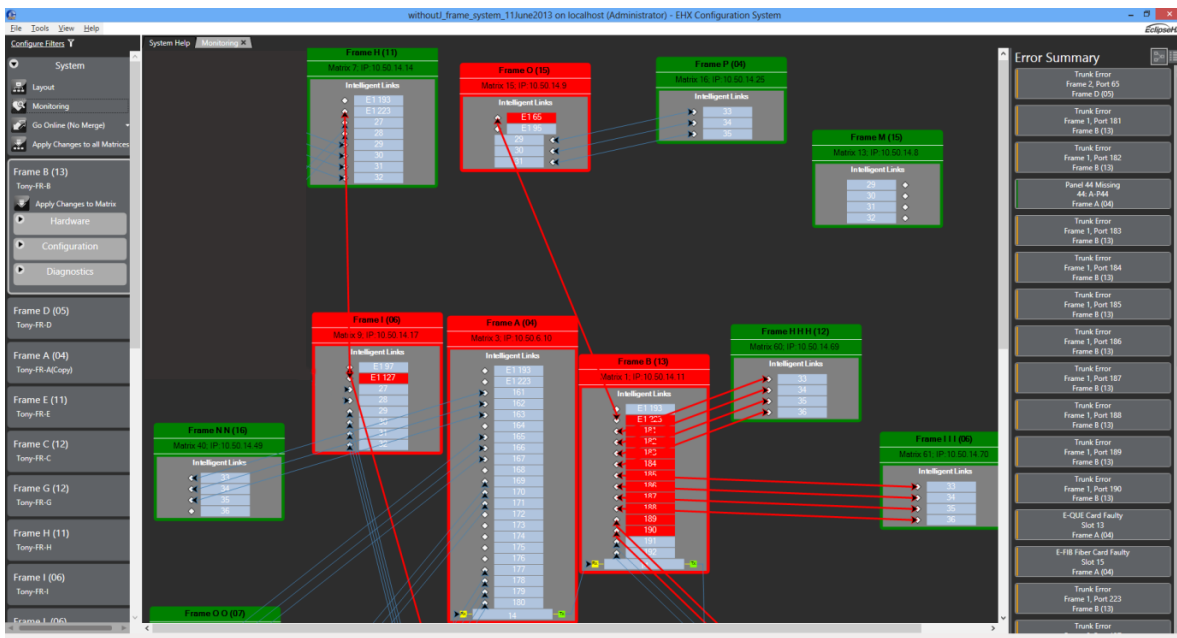 withoutJ_frame_system_11June2013 on localhost (Administrator) - EHX Configuration System
File Tools View Help
EclipseH
Configure Filters
System
Layout
Monitoring
Go Online (No Merge)
Apply Changes to all Matrices
Frame B (13)
Tony-FR-B
Apply Changes to Matrix
Hardware
Configuration
Diagnostics
Frame D (05)
Tony-FR-D
Frame A (04)
Tony-FR-A(Copy)
Frame E (11)
Tony-FR-E
Frame C (12)
Tony-FR-C
Frame G (12)
Tony-FR-G
Frame H (11)
Tony-FR-H
Frame I (06)
Tony-FR-I
Frame L (06)
System Help
Monitoring
Frame H (11)
Matrix 7, IP:10.50.14.14
Intelligent Links
E1 193
E1 223
27
28
29
30
31
32
Frame O (15)
Matrix 15, IP:10.50.14.9
Intelligent Links
E1 65
E1 95
29
30
31
Frame P (04)
Matrix 16, IP:10.50.14.25
Intelligent Links
33
34
35
Frame M (15)
Matrix 13, IP:10.50.14.8
Intelligent Links
29
30
31
32
Frame I (06)
Matrix 9, IP:10.50.14.17
Intelligent Links
E1 97
E1 127
27
28
29
Frame A (04)
Matrix 3, IP:10.50.6.10
Intelligent Links
E1 193
E1 223
161
162
163
164
165
166
167
168
169
170
171
172
173
174
175
176
177
178
179
180
14
Frame B (13)
Matrix 1, IP:10.50.14.11
Intelligent Links
E1 193
E1 223
181
182
183
184
185
186
187
188
189
190
191
192
Frame H H H (12)
Matrix 60, IP:10.50.14.69
Intelligent Links
33
34
35
36
Frame I I I (06)
Matrix 61, IP:10.50.14.70
Intelligent Links
33
34
35
36
Frame N N (16)
Matrix 40, IP:10.50.14.49
Intelligent Links
33
34
35
36
Frame O O (07)
Error Summary
Trunk Error
Frame 2, Port 65
Frame D (05)
Trunk Error
Frame 1, Port 181
Frame B (13)
Trunk Error
Frame 1, Port 182
Frame B (13)
Panel 44 Missing
44: A-P44
Frame A (04)
Trunk Error
Frame 1, Port 183
Frame B (13)
Trunk Error
Frame 1, Port 184
Frame B (13)
Trunk Error
Frame 1, Port 185
Frame B (13)
Trunk Error
Frame 1, Port 186
Frame B (13)
Trunk Error
Frame 1, Port 187
Frame B (13)
Trunk Error
Frame 1, Port 188
Frame B (13)
Trunk Error
Frame 1, Port 189
Frame B (13)
Trunk Error
Frame 1, Port 190
Frame B (13)
E-QUE Card Faulty
Slot 13
Frame A (04)
E-FIB Fiber Card Faulty
Slot 15
Frame A (04)
Trunk Error
Frame 1, Port 223
Frame B (13)
Trunk Error